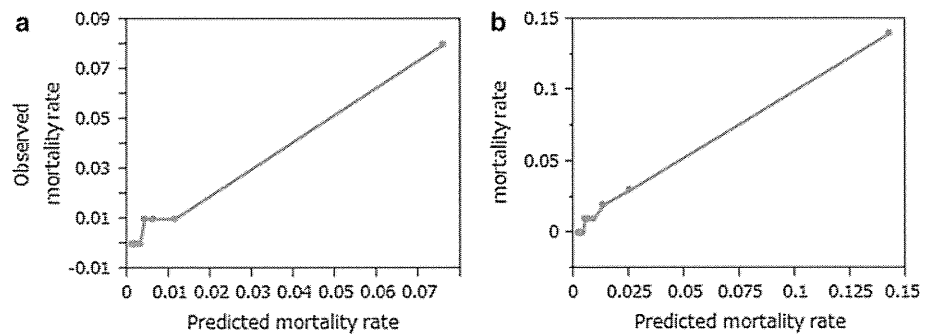 a
0.09
0.07
0.05
0.03
0.01
-0.01
Observed
mortality rate
0 0.01 0.02 0.03 0.04 0.05 0.06 0.07
Predicted mortality rate
b
0.15
0.1
0.05
0
mortality rate
0 0.025 0.05 0.075 0.1 0.125 0.15
Predicted mortality rate